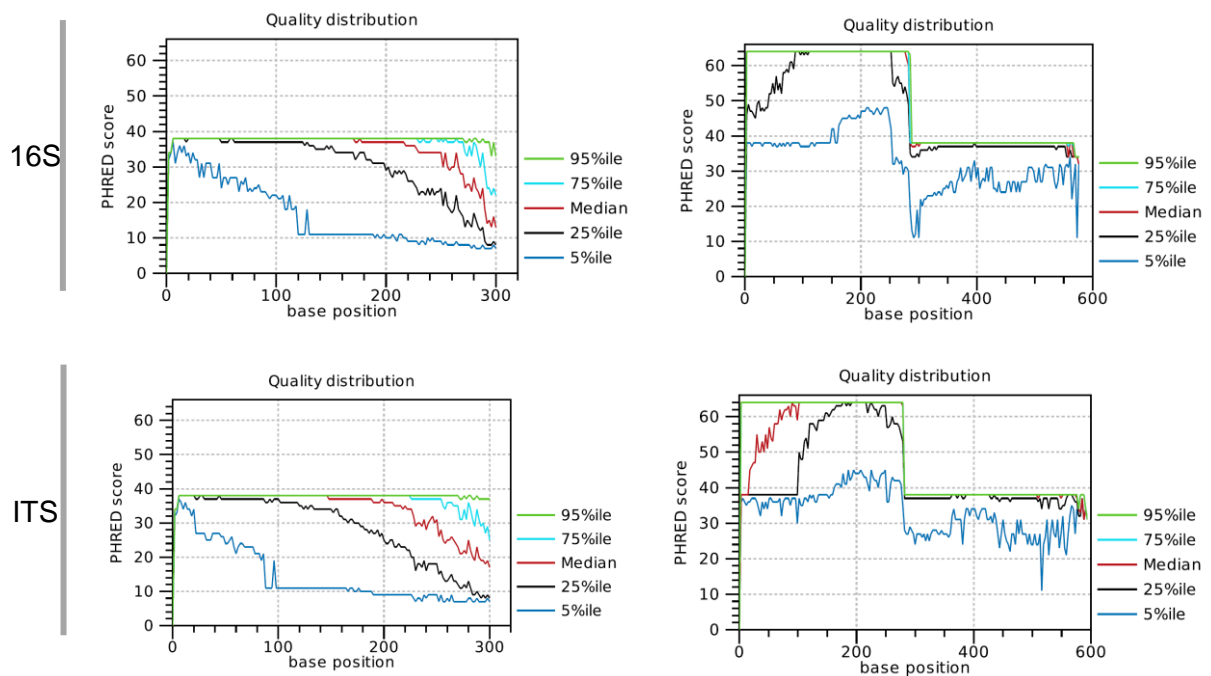 16S
Quality distribution
PHRED score
60
50
40
30
20
10
0
0 100 200 300
base position
95%ile
75%ile
Median
25%ile
5%ile
Quality distribution
PHRED score
60
50
40
30
20
10
0
0 200 400 600
base position
95%ile
75%ile
Median
25%ile
5%ile
ITS
Quality distribution
PHRED score
60
50
40
30
20
10
0
0 100 200 300
base position
95%ile
75%ile
Median
25%ile
5%ile
Quality distribution
PHRED score
60
50
40
30
20
10
0
0 200 400 600
base position
95%ile
75%ile
Median
25%ile
5%ile